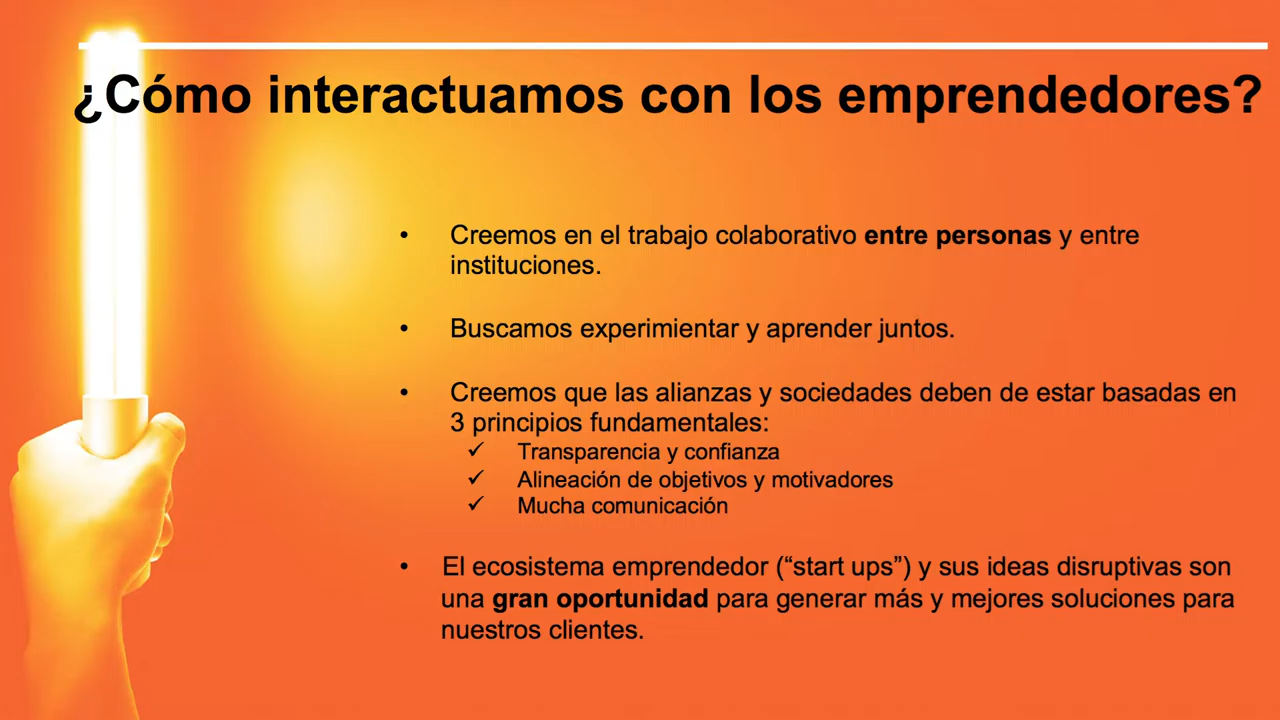 ¿Cómo interactuamos con los emprendedores?
• Creemos en el trabajo colaborativo entre personas y entre
instituciones.
• Buscamos experimientar y aprender juntos.
• Creemos que las alianzas y sociedades deben de estar basadas en
3 principios fundamentales:
✓ Transparencia y confianza
✓ Alineación de objetivos y motivadores
✓ Mucha comunicación
• El ecosistema emprendedor (“start ups”) y sus ideas disruptivas son
una gran oportunidad para generar más y mejores soluciones para
nuestros clientes.